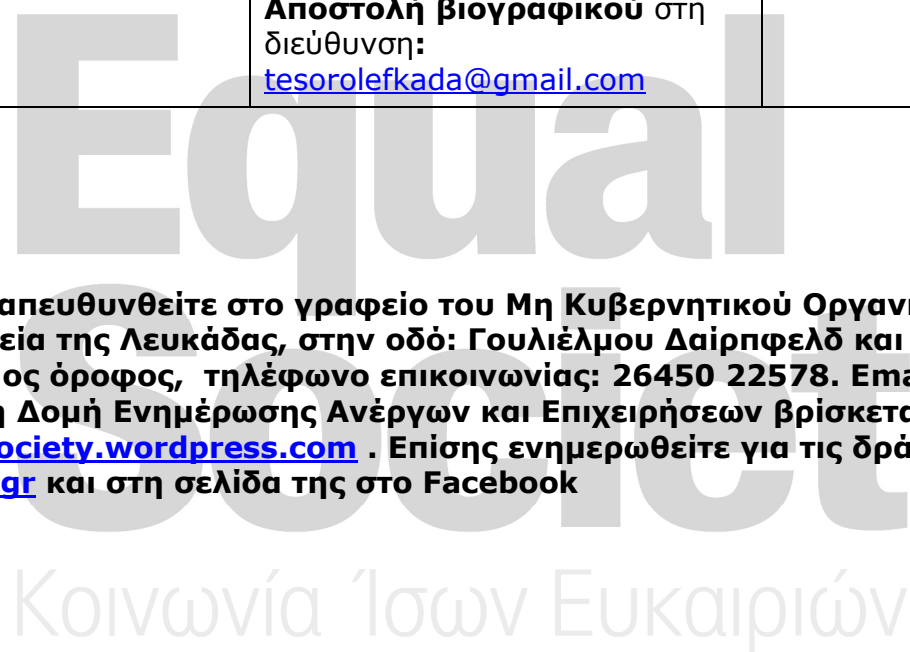 Αποστολή βιογραφικού στη
διεύθυνση:
tesorolefkada@gmail.com
Equal
απευθυνθείτε στο γραφείο του Μη Κυβερνητικού Οργανι
εία της Λευκάδας, στην οδό: Γουλιέλμου Δαίρπφελδ και
ος όροφος, τηλέφωνο επικοινωνίας: 26450 22578. Ema
η Δομή Ενημέρωσης Ανέργων και Επιχειρήσεων βρίσκετα
ociety.wordpress.com . Επίσης ενημερωθείτε για τις δρά
gr και στη σελίδα της στο Facebook
Societ
Κοινωνία Ίσων Ευκαιριών